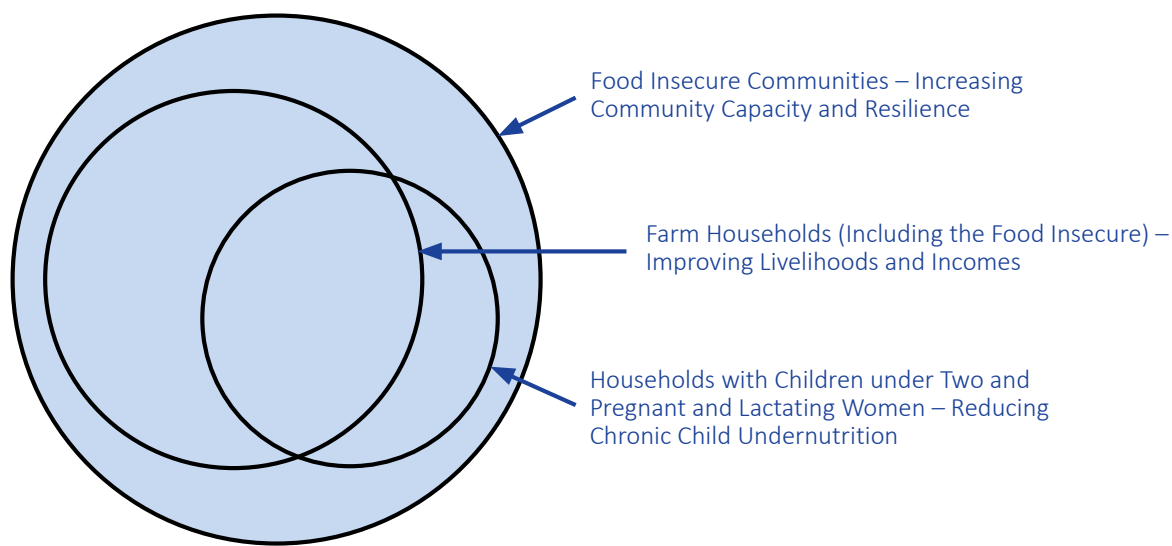 Food Insecure Communities – Increasing
Community Capacity and Resilience
Farm Households (Including the Food Insecure) –
Improving Livelihoods and Incomes
Households with Children under Two and
Pregnant and Lactating Women – Reducing
Chronic Child Undernutrition